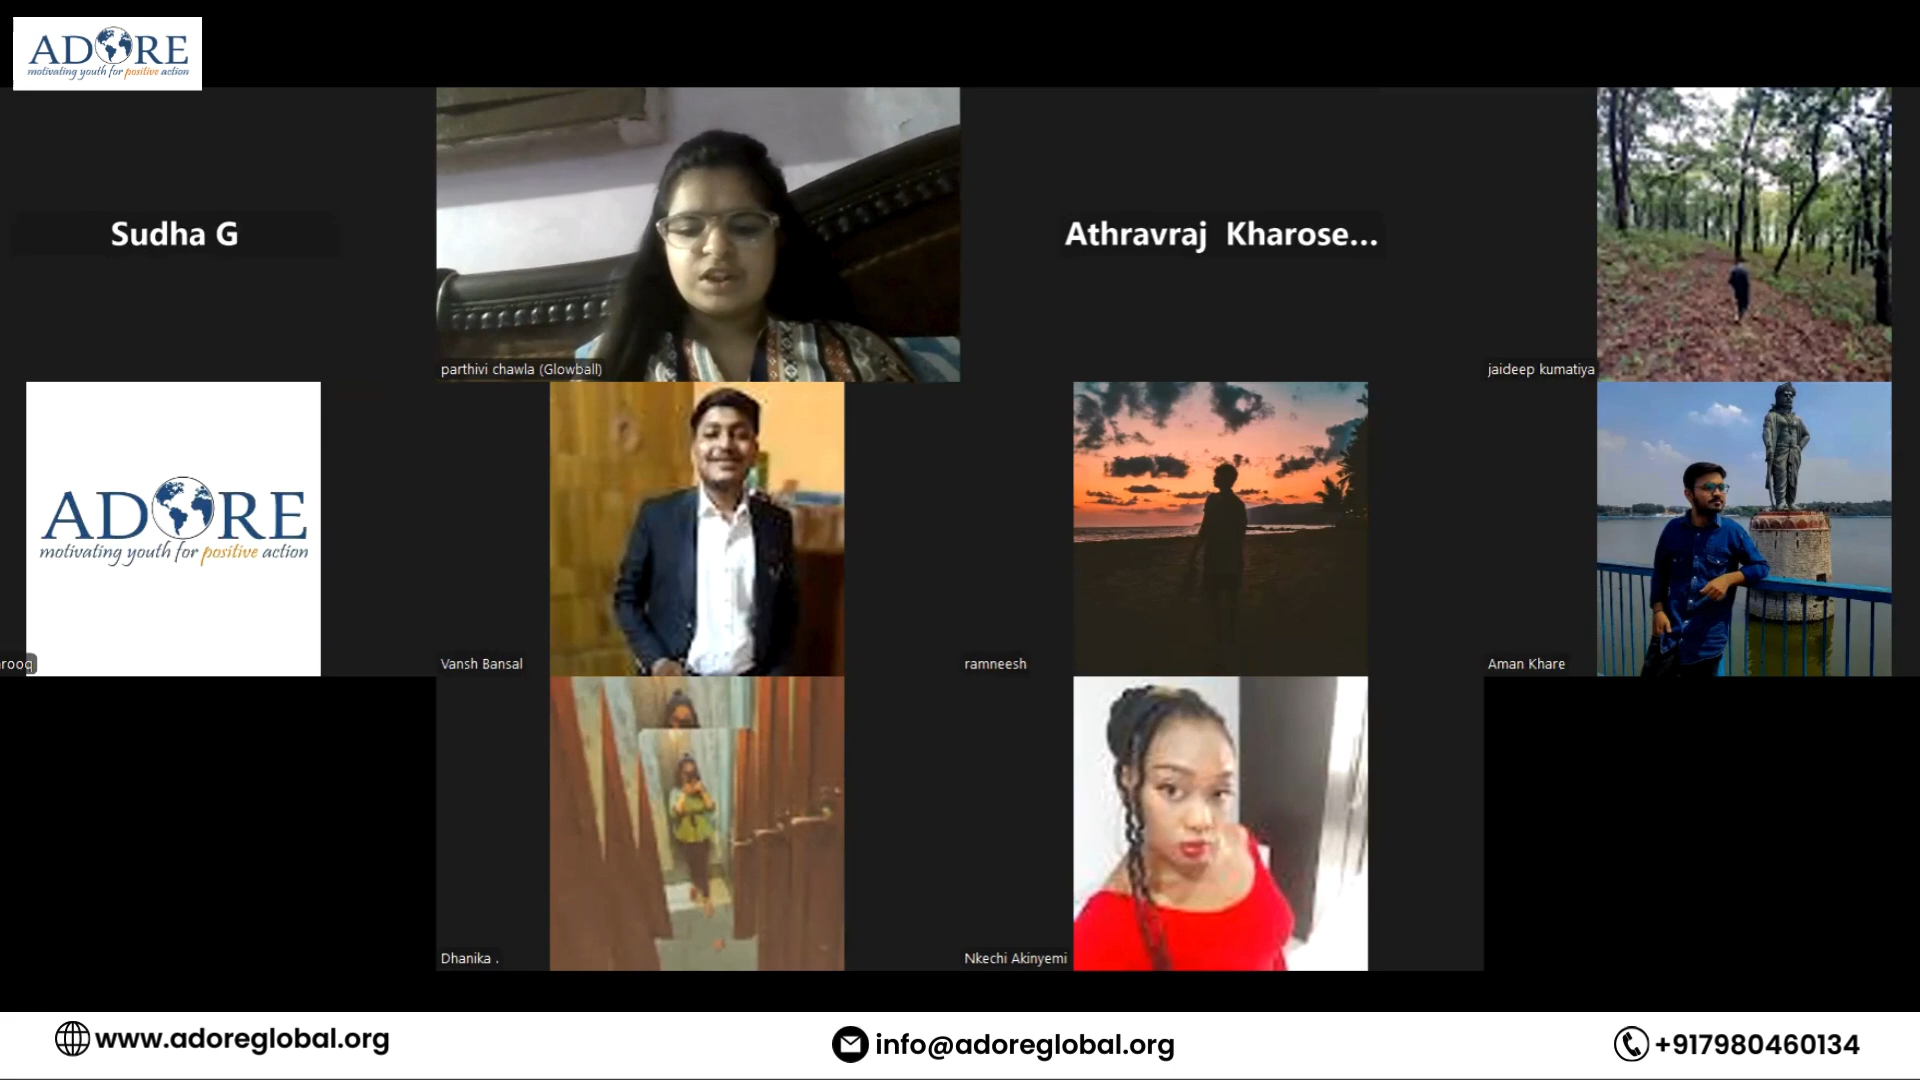 ADORE
motivating youth for positive action
Sudha G
parthivi chawla (Glowball)
Athravraj Kharose...
jaideep kumatiya
ADORE
motivating youth for positive action
rooq
Vansh Bansal
ramneesh
Aman Khare
Dhanika .
Nkechi Akinyemi
www.adoreglobal.org
info@adoreglobal.org
+917980460134